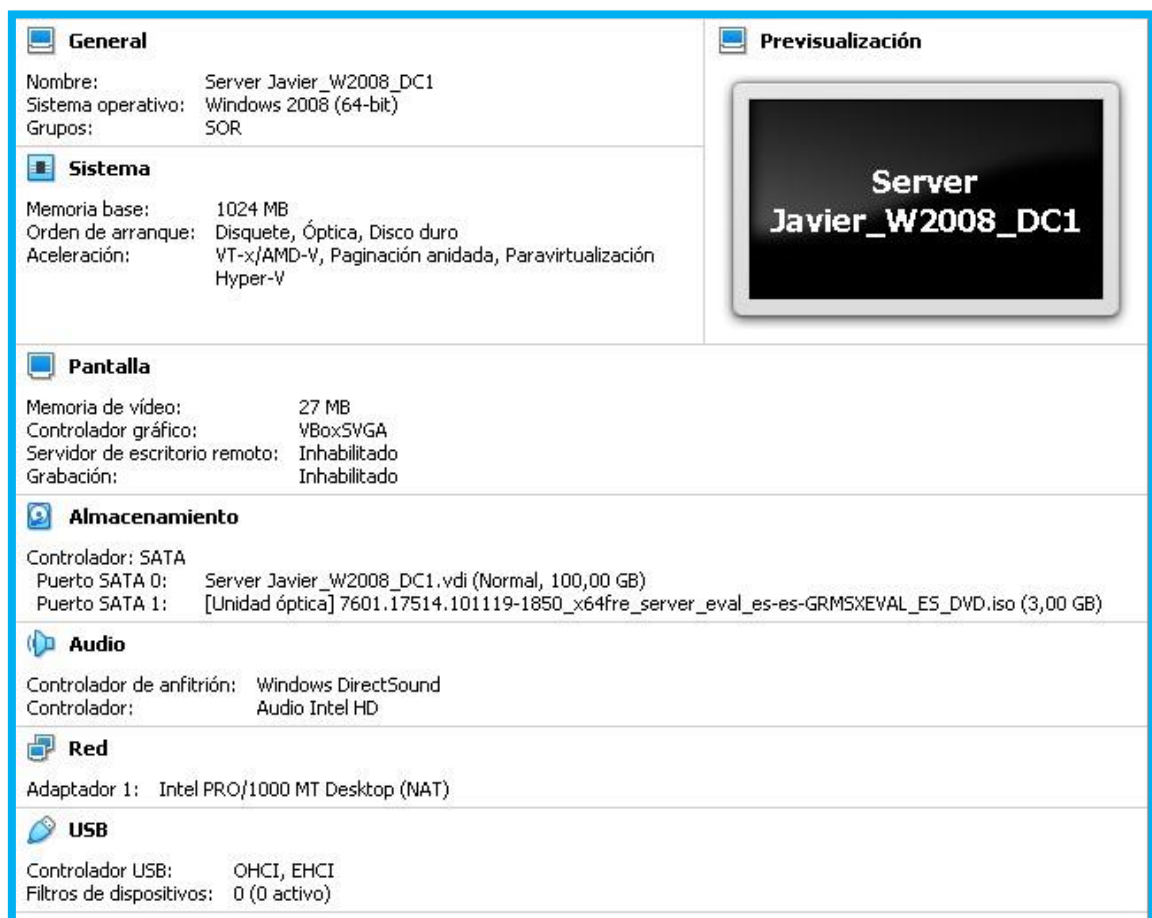 General
Nombre: Server Javier_W2008_DC1
Sistema operativo: Windows 2008 (64-bit)
Grupos: SOR
Sistema
Memoria base: 1024 MB
Orden de arranque: Disquete, Óptica, Disco duro
Aceleración: VT-x/AMD-V, Paginación anidada, Paravirtualización
Hyper-V
Previsualización
Server
Javier_W2008_DC1
Pantalla
Memoria de vídeo: 27 MB
Controlador gráfico: VBoxSVGA
Servidor de escritorio remoto: Inhabilitado
Grabación: Inhabilitado
Almacenamiento
Controlador: SATA
Puerto SATA 0: Server Javier_W2008_DC1.vdi (Normal, 100,00 GB)
Puerto SATA 1: [Unidad óptica] 7601.17514.101119-1850_x64fre_server_eval_es-es-GRMSXEVAL_ES_DVD.iso (3,00 GB)
Audio
Controlador de anfitrión: Windows DirectSound
Controlador: Audio Intel HD
Red
Adaptador 1: Intel PRO/1000 MT Desktop (NAT)
USB
Controlador USB: OHCI, EHCI
Filtros de dispositivos: 0 (0 activo)